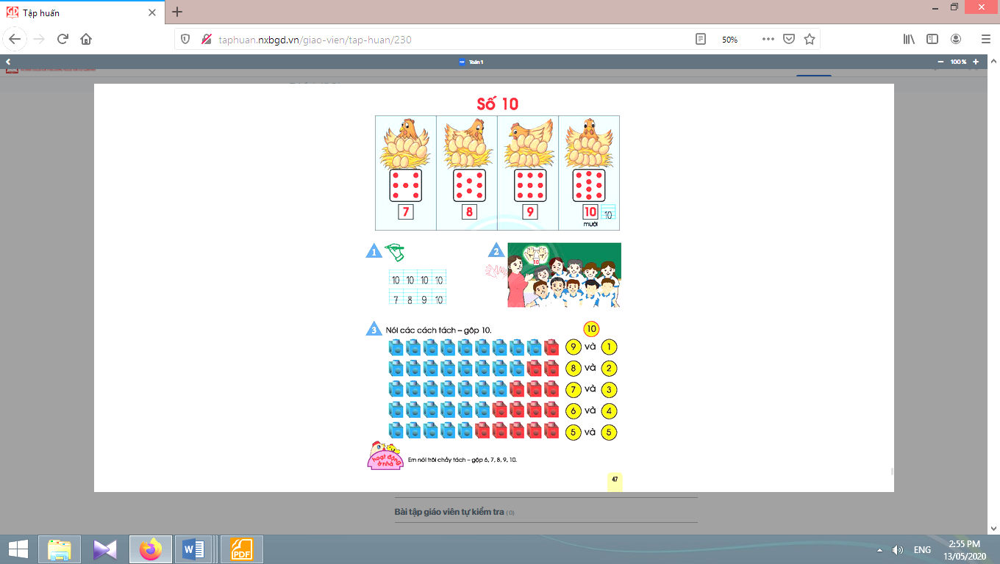 Tập huấn
taphuan.nxbgd.vn/giao-vien/tap-huan/230
50%
PDF Toán 1
100 %
Số 10
7 8 9 10 10
mười
1 2
10
10 10 10 10
7 8 9 10
3 Nói các cách tách – gộp 10. 10
9 và 1
8 và 2
7 và 3
6 và 4
5 và 5
hoạt động
ở nhà
Em nói trôi chảy tách – gộp 6, 7, 8, 9, 10.
47
Bài tập giáo viên tự kiểm tra ( 0)
PDF
ENG
2:55 PM
13/05/2020